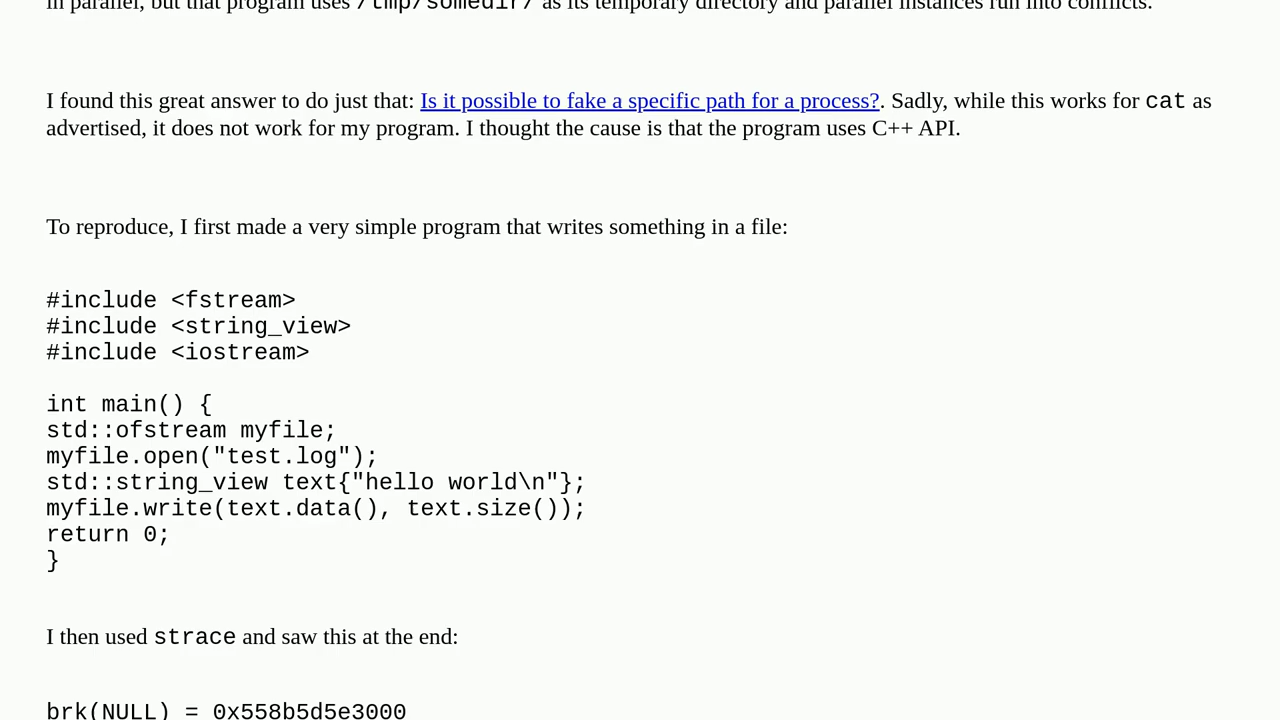 in parallel, but that program uses /tmp/somedir/ as its temporary directory and parallel instances run into conflicts.
I found this great answer to do just that: Is it possible to fake a specific path for a process?. Sadly, while this works for cat as
advertised, it does not work for my program. I thought the cause is that the program uses C++ API.
To reproduce, I first made a very simple program that writes something in a file:
#include <fstream>
#include <string_view>
#include <iostream>
int main() {
std::ofstream myfile;
myfile.open("test.log");
std::string_view text{"hello world\n"};
myfile.write(text.data(), text.size());
return 0;
}
I then used strace and saw this at the end:
brk(NULL) = 0x558b5d5e3000